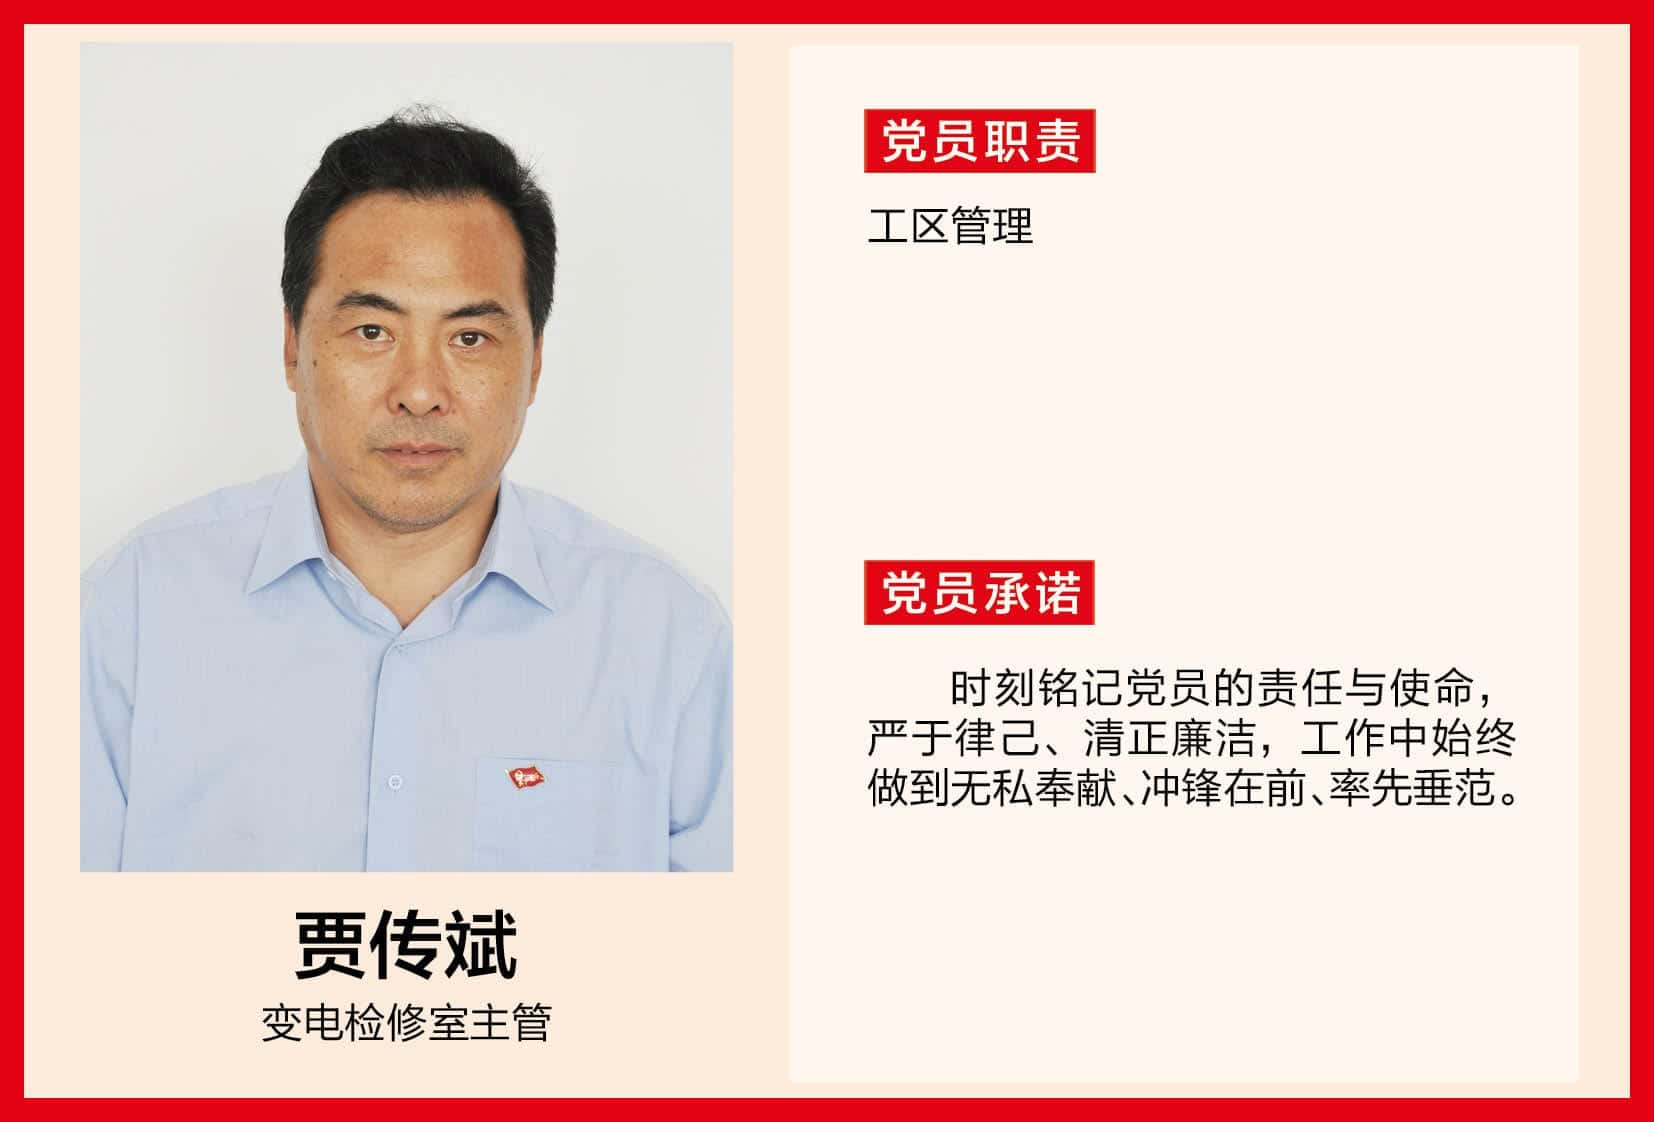 党员职责
工区管理
党员承诺
时刻铭记党员的责任与使命，
严于律己、清正廉洁，工作中始终
做到无私奉献、冲锋在前、率先垂范。
贾传斌
变电检修室主管